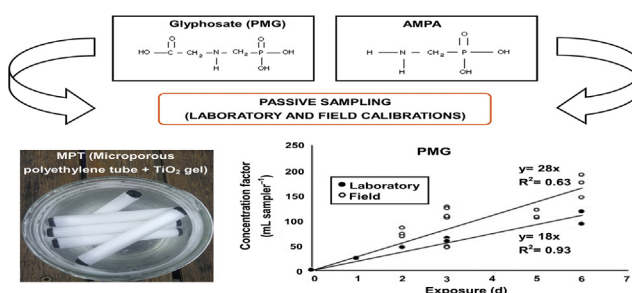 Glyphosate (PMG)
O
HO C CH2 N CH2 P OH
H OH
AMPA
O
H N CH2 P OH
H OH
PASSIVE SAMPLING
(LABORATORY AND FIELD CALIBRATIONS)
MPT (Microporous
polyethylene tube + TiO2 gel)
PMG
Concentration factor
(mL sampler-1)
250
200
150
100
50
0
Laboratory
Field
y= 28x
R2= 0.63
y= 18x
R2= 0.93
0 1 2 3 4 5 6 7
Exposure (d)